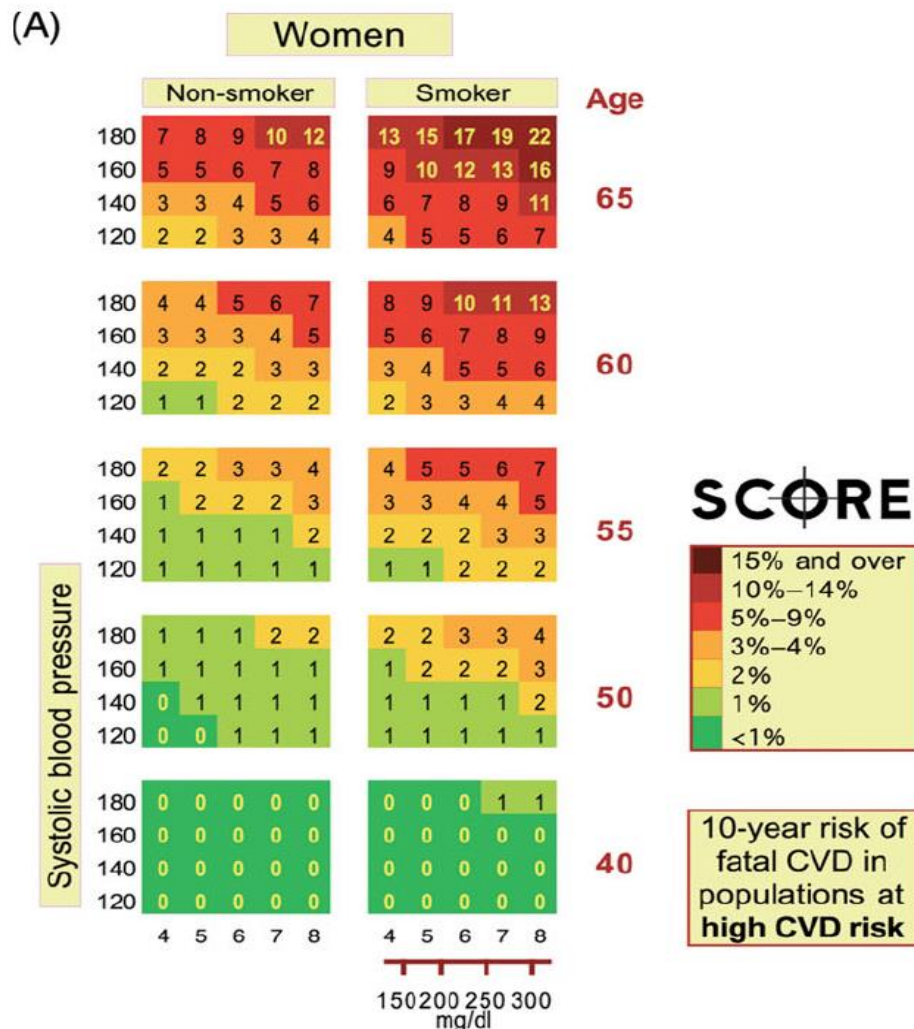 (A)
Women
Non-smoker Smoker Age
180 7 8 9 10 12 13 15 17 19 22
160 5 5 6 7 8 9 10 12 13 16
140 3 3 4 5 6 6 7 8 9 11
120 2 2 3 3 4 4 5 5 6 7
65
180 4 4 5 6 7 8 9 10 11 13
160 3 3 3 4 5 5 6 7 8 9
140 2 2 2 3 3 3 4 5 5 6
120 1 1 2 2 2 2 3 3 4 4
60
180 2 2 3 3 4 4 5 5 6 7
160 1 2 2 2 3 3 3 4 4 5
140 1 1 1 1 2 2 2 2 3 3
120 1 1 1 1 1 1 1 2 2 2
55
180 1 1 1 2 2 2 2 3 3 4
160 1 1 1 1 1 1 2 2 2 3
140 0 1 1 1 1 1 1 1 1 2
120 0 0 1 1 1 1 1 1 1 1
50
180 0 0 0 0 0 0 0 0 1 1
160 0 0 0 0 0 0 0 0 0 0
140 0 0 0 0 0 0 0 0 0 0
120 0 0 0 0 0 0 0 0 0 0
40
4 5 6 7 8 4 5 6 7 8
150 200 250 300
mg/dl
Systolic blood pressure
SCORE
15% and over
10%–14%
5%–9%
3%–4%
2%
1%
<1%
10-year risk of
fatal CVD in
populations at
high CVD risk